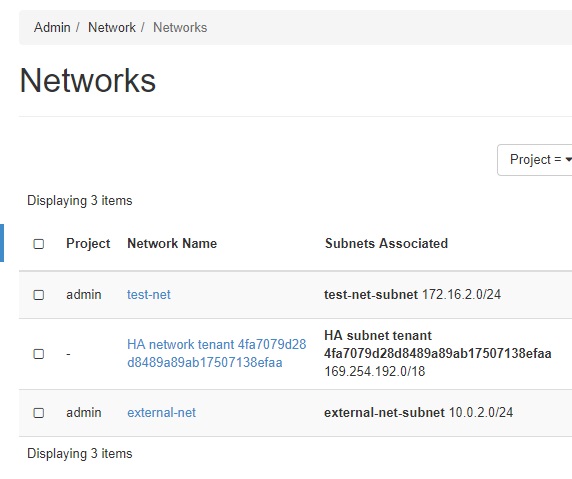 Admin / Network / Networks
Networks
Project =
Displaying 3 items
Project Network Name Subnets Associated
admin test-net test-net-subnet 172.16.2.0/24
- HA network tenant 4fa7079d28 d8489a89ab17507138efaa HA subnet tenant 4fa7079d28d8489a89ab17507138efaa 169.254.192.0/18
admin external-net external-net-subnet 10.0.2.0/24
Displaying 3 items